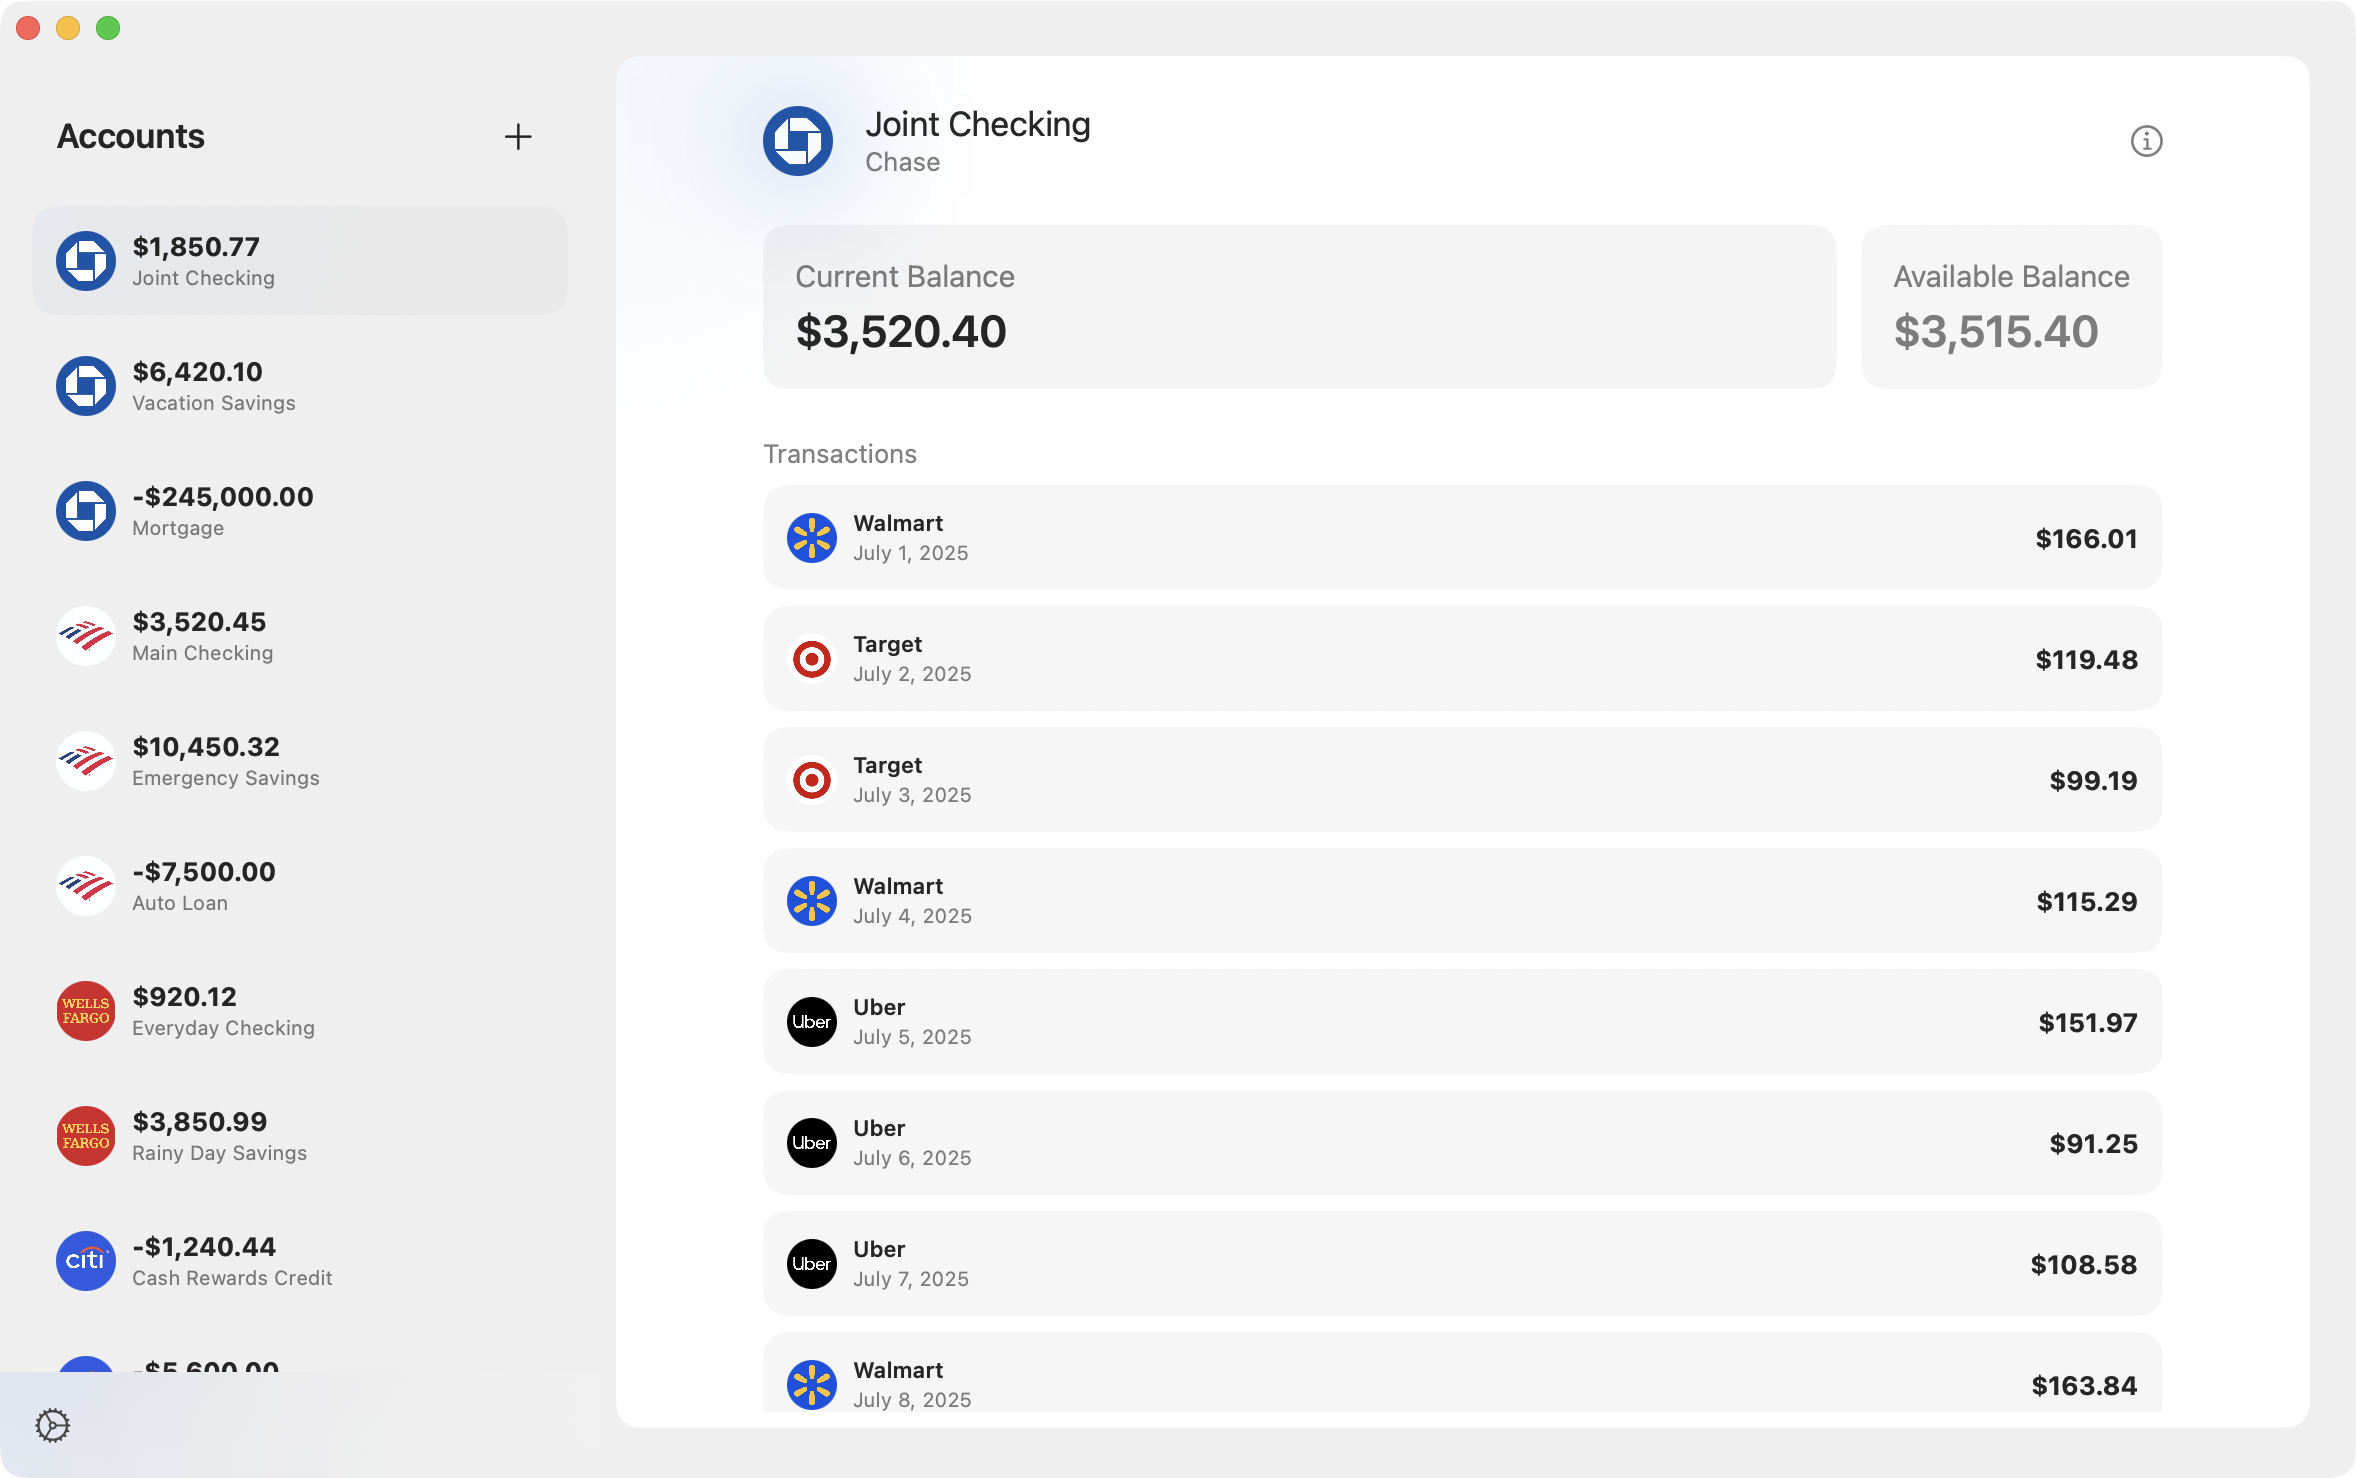 Accounts
$1,850.77
Joint Checking
$6,420.10
Vacation Savings
-$245,000.00
Mortgage
$3,520.45
Main Checking
$10,450.32
Emergency Savings
-$7,500.00
Auto Loan
WELLS
FARGO
$920.12
Everyday Checking
WELLS
FARGO
$3,850.99
Rainy Day Savings
citi
-$1,240.44
Cash Rewards Credit
-$5,600.00
Joint Checking
Chase
Current Balance
$3,520.40
Available Balance
$3,515.40
Transactions
Walmart
July 1, 2025
$166.01
Target
July 2, 2025
$119.48
Target
July 3, 2025
$99.19
Walmart
July 4, 2025
$115.29
Uber
Uber
July 5, 2025
$151.97
Uber
Uber
July 6, 2025
$91.25
Uber
Uber
July 7, 2025
$108.58
Walmart
July 8, 2025
$163.84